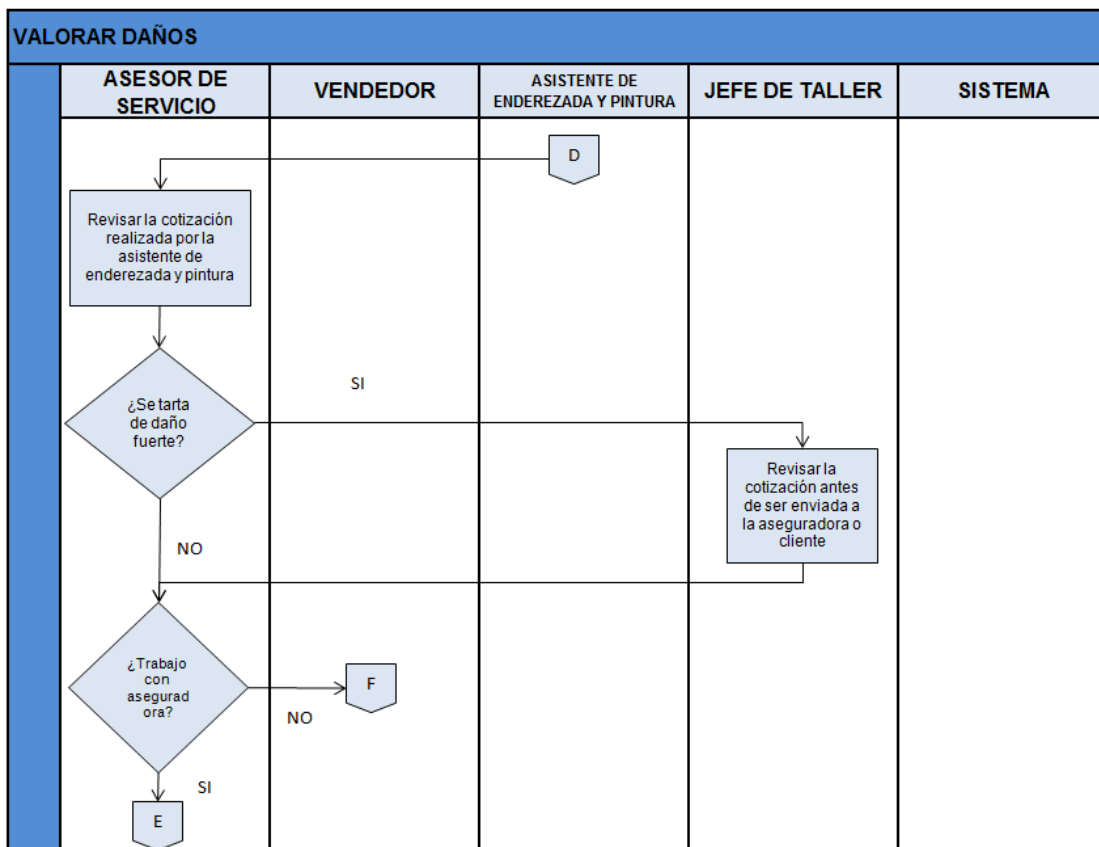 VALORAR DAÑOS
ASESOR DE
SERVICIO
VENDEDOR
ASISTENTE DE
ENDEREZADA Y PINTURA
JEFE DE TALLER
SISTEMA
D
Revisar la cotización
realizada por la
asistente de
enderezada y pintura
¿Se tarta
de daño
fuerte?
SI
Revisar la
cotización antes
de ser enviada a
la aseguradora o
cliente
NO
¿Trabajo
con
asegurad
ora?
F
NO
SI
E